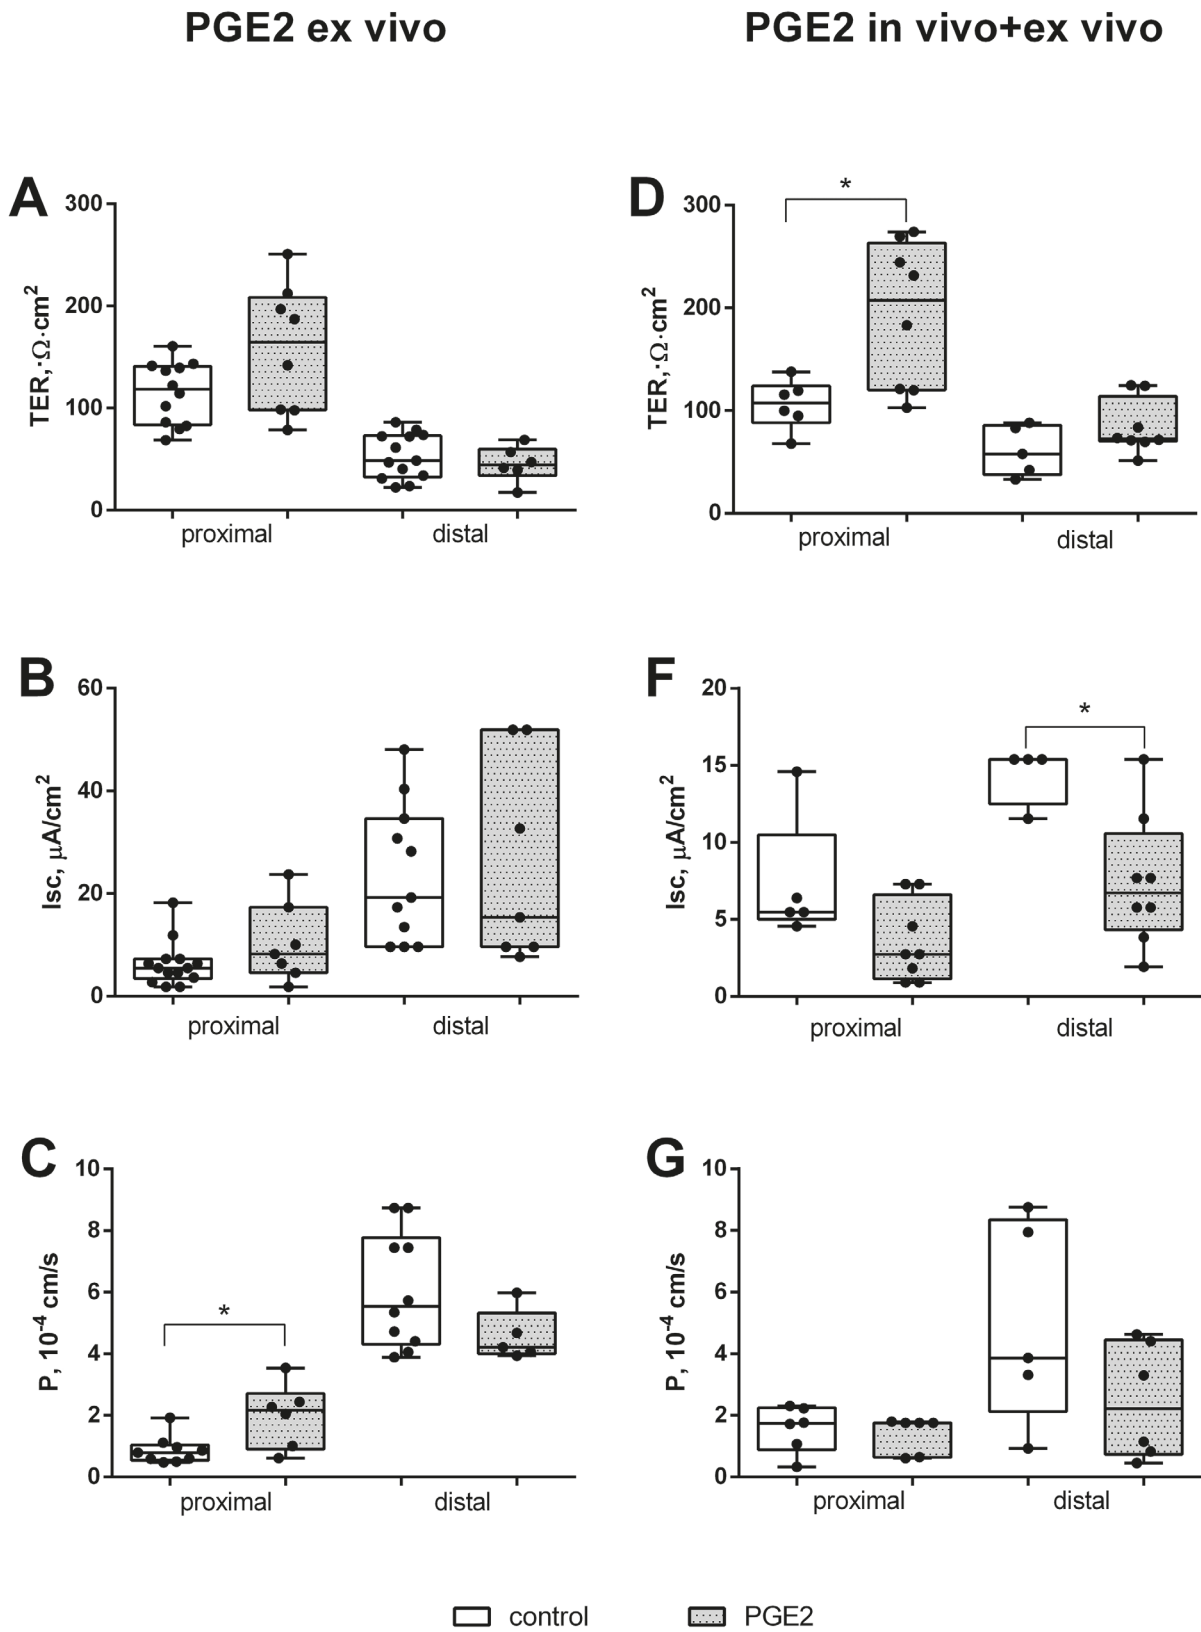 PGE2 ex vivo
PGE2 in vivo+ex vivo
A
TER,·Ω·cm²
300
200
100
0
proximal
distal
D
TER,·Ω·cm²
300
200
100
0
*
proximal
distal
B
Isc, μA/cm²
60
40
20
0
proximal
distal
F
Isc, μA/cm²
20
15
10
5
0
*
proximal
distal
C
P, 10⁻⁴ cm/s
10
8
6
4
2
0
*
proximal
distal
G
P, 10⁻⁴ cm/s
10
8
6
4
2
0
proximal
distal
control
PGE2